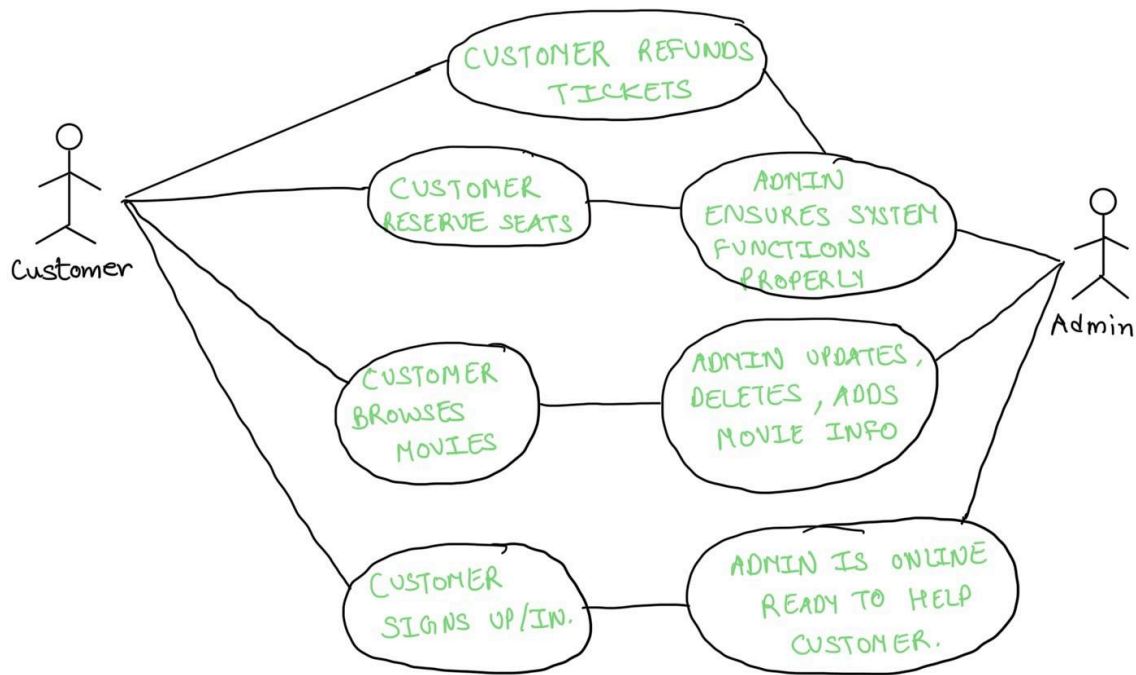 CUSTOMER REFUNDS
TICKETS
CUSTOMER
RESERVE SEATS
ADMIN
ENSURES SYSTEM
FUNCTIONS
PROPERLY
Customer
Admin
CUSTOMER
BROWSES
MOVIES
ADMIN UPDATES,
DELETES, ADDS
MOVIE INFO
CUSTOMER
SIGNS UP/IN.
ADMIN IS ONLINE
READY TO HELP
CUSTOMER.